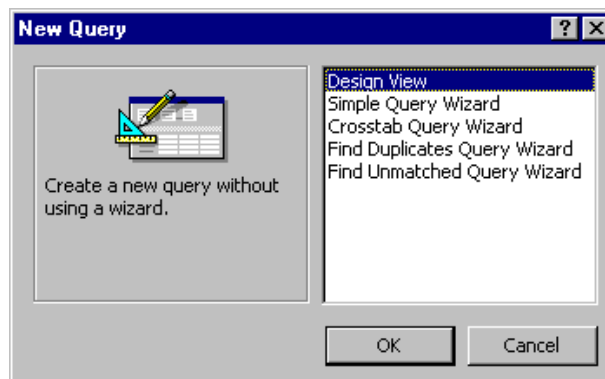 New Query
Create a new query without
using a wizard.
Design View
Simple Query Wizard
Crosstab Query Wizard
Find Duplicates Query Wizard
Find Unmatched Query Wizard
OK
Cancel